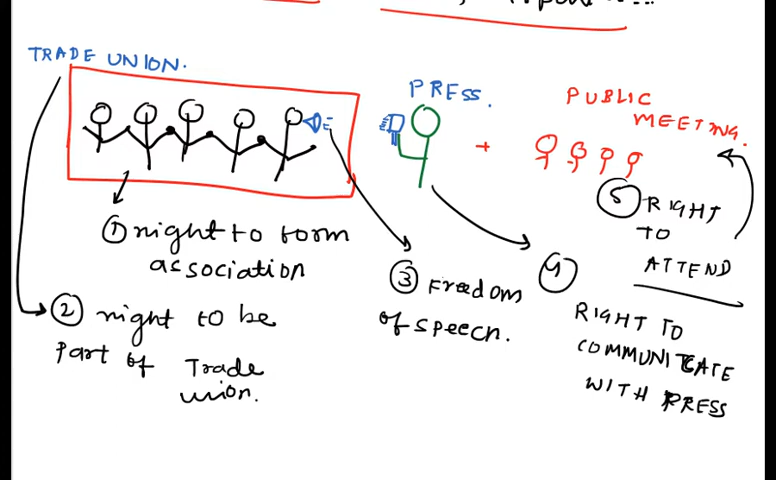 TRADE UNION.
PRESS.
PUBLIC
MEETING.
+
① right to form
association
② right to be
part of Trade
union.
③ Freedom
of speech.
④
RIGHT TO
COMMUNICATE
WITH PRESS
⑤ RIGHT
TO
ATTEND